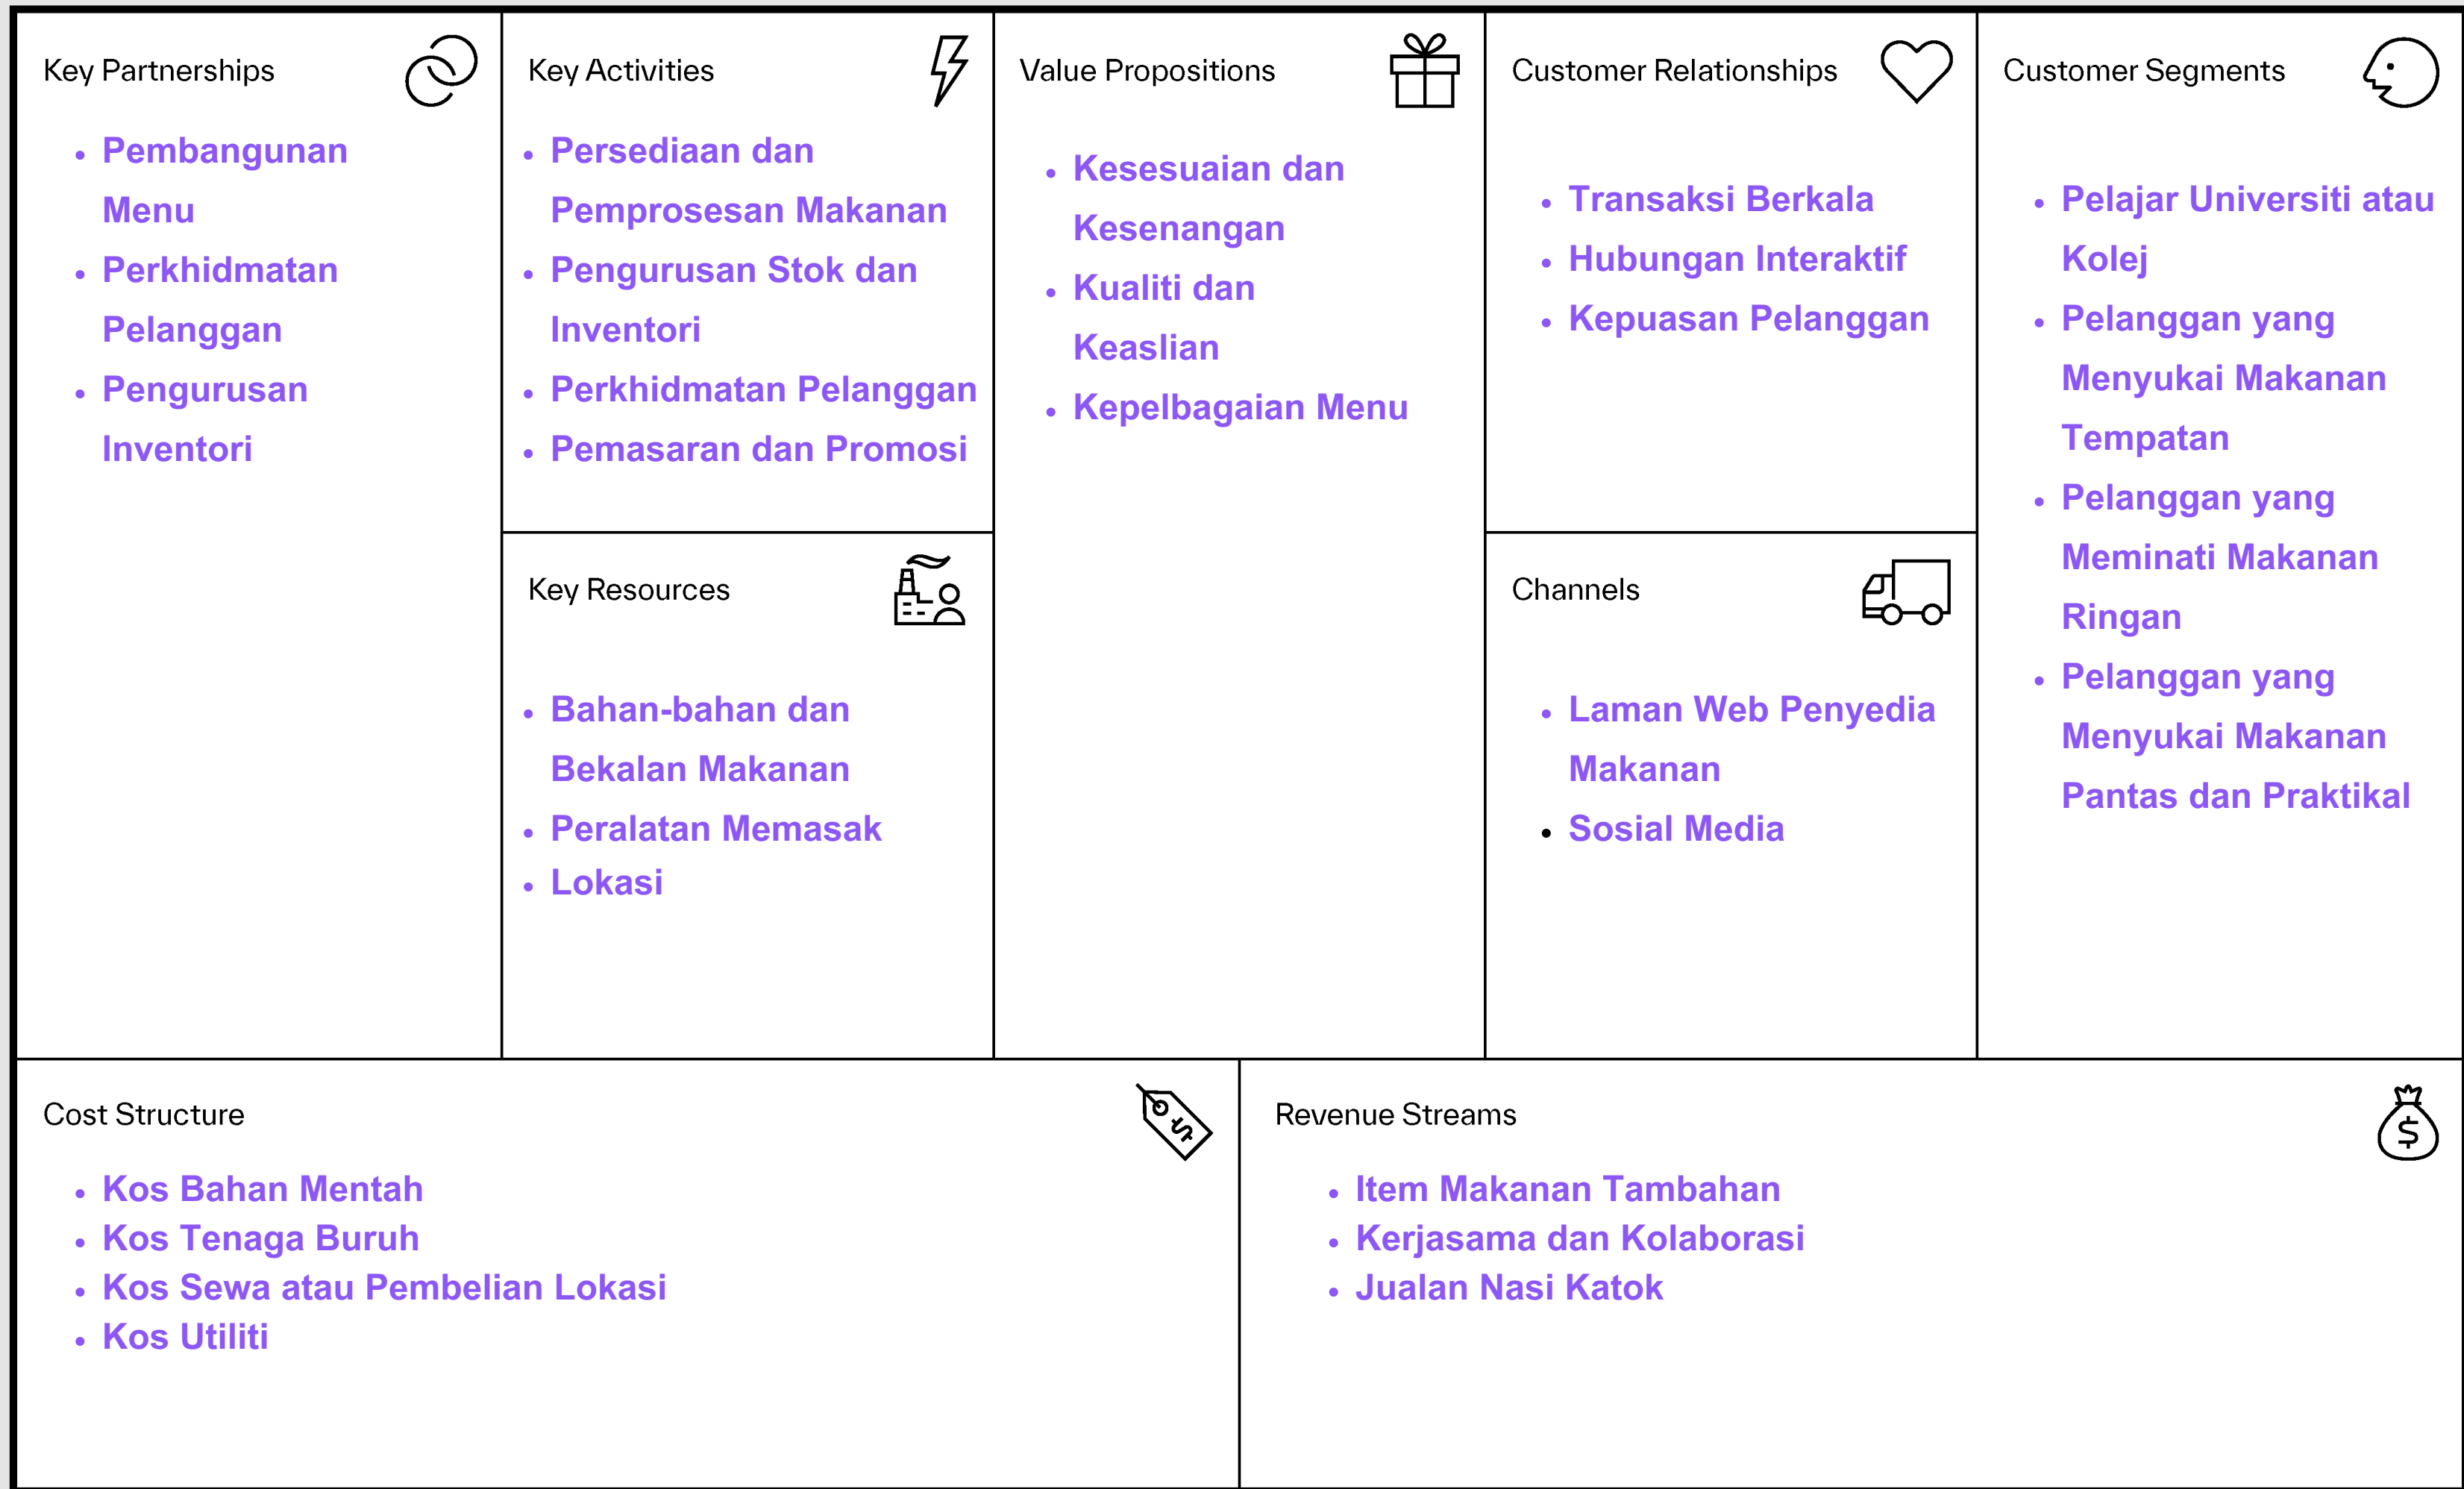 Key Partnerships
Pembangunan
Menu
Perkhidmatan
Pelanggan
Pengurusan
Inventori
Key Activities
Persediaan dan
Pemprosesan Makanan
Pengurusan Stok dan
Inventori
Perkhidmatan Pelanggan
Pemasaran dan Promosi
Key Resources
Bahan-bahan dan
Bekalan Makanan
Peralatan Memasak
Lokasi
Value Propositions
Kesesuaian dan
Kesenangan
Kualiti dan
Keaslian
Kepelbagaian Menu
Customer Relationships
Transaksi Berkala
Hubungan Interaktif
Kepuasan Pelanggan
Channels
Laman Web Penyedia
Makanan
Sosial Media
Customer Segments
Pelajar Universiti atau
Kolej
Pelanggan yang
Menyukai Makanan
Tempatan
Pelanggan yang
Meminati Makanan
Ringan
Pelanggan yang
Menyukai Makanan
Pantas dan Praktikal
Cost Structure
$
Kos Bahan Mentah
Kos Tenaga Buruh
Kos Sewa atau Pembelian Lokasi
Kos Utiliti
Revenue Streams
$
Item Makanan Tambahan
Kerjasama dan Kolaborasi
Jualan Nasi Katok